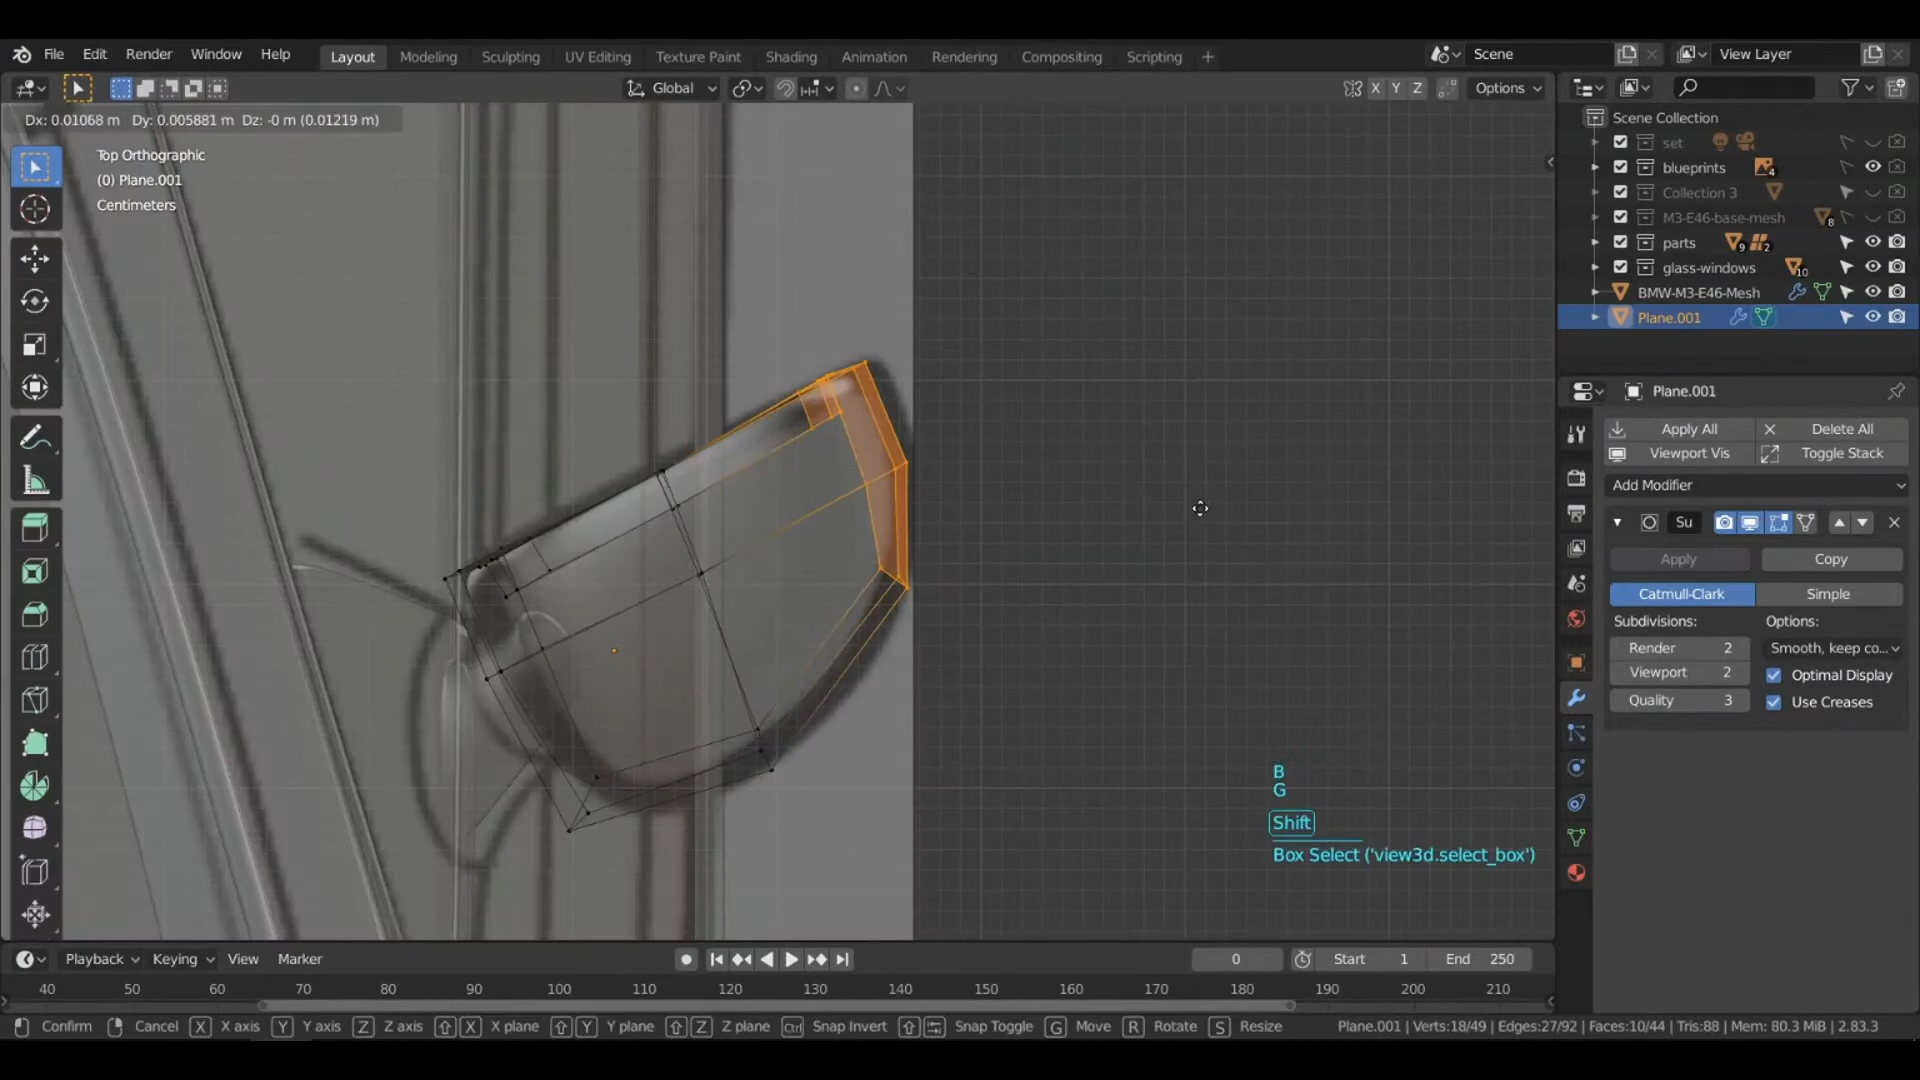 File Edit Render Window Help Layout Modeling Sculpting UV Editing Texture Paint Shading Animation Rendering Compositing Scripting + Scene View Layer
Global X Y Z Options
Dx: 0.01068 m Dy: 0.005881 m Dz: -0 m (0.01219 m)
Top Orthographic
(0) Plane.001
Centimeters
Scene Collection
set
blueprints 4
Collection 3
M3-E46-base-mesh 8
parts 9 2
glass-windows 10
BMW-M3-E46-Mesh
Plane.001
Plane.001
Apply All Delete All
Viewport Vis Toggle Stack
Add Modifier
Su
Apply Copy
Catmull-Clark Simple
Subdivisions: Options:
Render 2 Smooth, keep co...
Viewport 2 Optimal Display
Quality 3 Use Creases
B
G
Shift
Box Select ('view3d.select_box')
Playback Keying View Marker 0 Start 1 End 250
40 50 60 70 80 90 100 110 120 130 140 150 160 170 180 190 200 210
Confirm Cancel X X axis Y Y axis Z Z axis X X plane Y Y plane Z Z plane Ctrl Snap Invert Snap Toggle G Move R Rotate S Resize Plane.001 | Verts:18/49 | Edges:27/92 | Faces:10/44 | Tris:88 | Mem: 80.3 MiB | 2.83.3